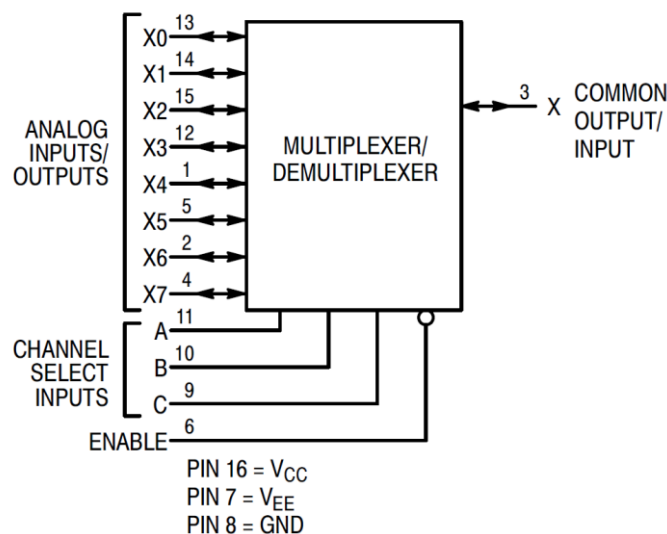 X0 13
X1 14
X2 15
X3 12
X4 1
X5 5
X6 2
X7 4
ANALOG
INPUTS/
OUTPUTS
MULTIPLEXER/
DEMULTIPLEXER
3 X
COMMON
OUTPUT/
INPUT
A 11
B 10
C 9
CHANNEL
SELECT
INPUTS
ENABLE 6
PIN 16 = VCC
PIN 7 = VEE
PIN 8 = GND